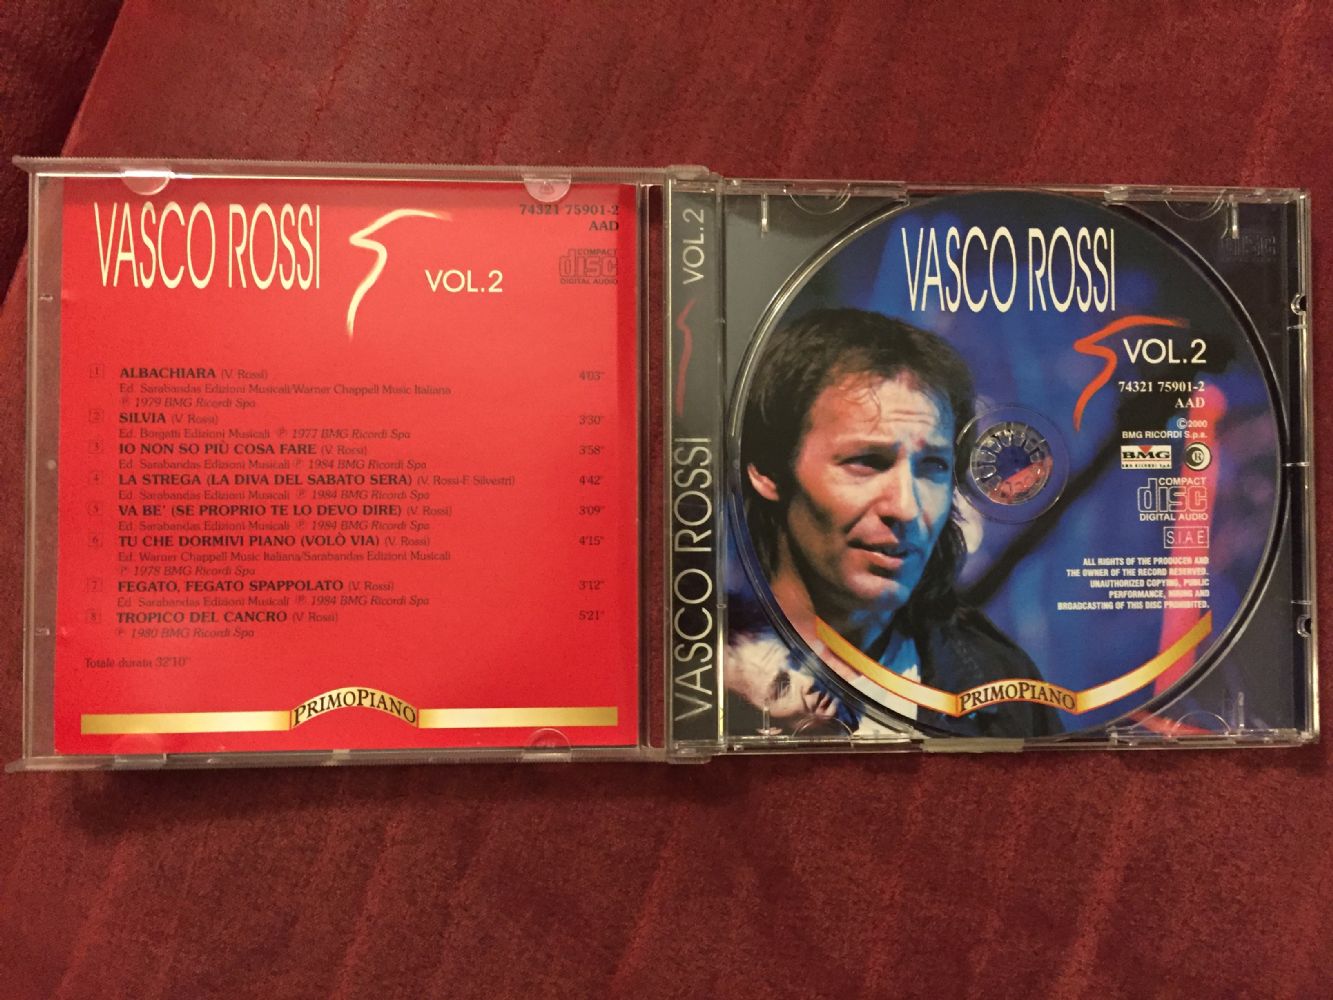 VASCO ROSSI
VOL.2
74321 75901-2
AAD
COMPACT
disc
DIGITAL AUDIO
1 ALBACHIARA (V. Rossi) 4'03"
Ed. Sarabandas Edizioni Musicali/Warner Chappell Music Italiana
℗ 1979 BMG Ricordi Spa
2 SILVIA (V. Rossi) 3'30"
Ed. Borgatti Edizioni Musicali ℗ 1977 BMG Ricordi Spa
3 IO NON SO PIÙ COSA FARE (V. Rossi) 3'58"
Ed. Sarabandas Edizioni Musicali ℗ 1984 BMG Ricordi Spa
4 LA STREGA (LA DIVA DEL SABATO SERA) (V. Rossi-F. Silvestri) 4'42"
Ed. Sarabandas Edizioni Musicali ℗ 1984 BMG Ricordi Spa
5 VA BE' (SE PROPRIO TE LO DEVO DIRE) (V. Rossi) 3'09"
Ed. Sarabandas Edizioni Musicali ℗ 1984 BMG Ricordi Spa
6 TU CHE DORMIVI PIANO (VOLÒ VIA) (V. Rossi) 4'15"
Ed. Warner Chappell Music Italiana/Sarabandas Edizioni Musicali
℗ 1978 BMG Ricordi Spa
7 FEGATO, FEGATO SPAPPOLATO (V. Rossi) 3'12"
Ed. Sarabandas Edizioni Musicali ℗ 1984 BMG Ricordi Spa
8 TROPICO DEL CANCRO (V. Rossi) 5'21"
℗ 1980 BMG Ricordi Spa
Totale durata 32'10"
PRIMOPIANO
VASCO ROSSI VOL.2
VASCO ROSSI
VOL.2
74321 75901-2
AAD
©2000
BMG RICORDI S.p.a.
BMG
BMG RICORDI S.p.A.
R
COMPACT
disc
DIGITAL AUDIO
S.I.A.E.
ALL RIGHTS OF THE PRODUCER AND
THE OWNER OF THE RECORD RESERVED.
UNAUTHORIZED COPYING, PUBLIC
PERFORMANCE, HIRING AND
BROADCASTING OF THIS DISC PROHIBITED.
PRIMOPIANO